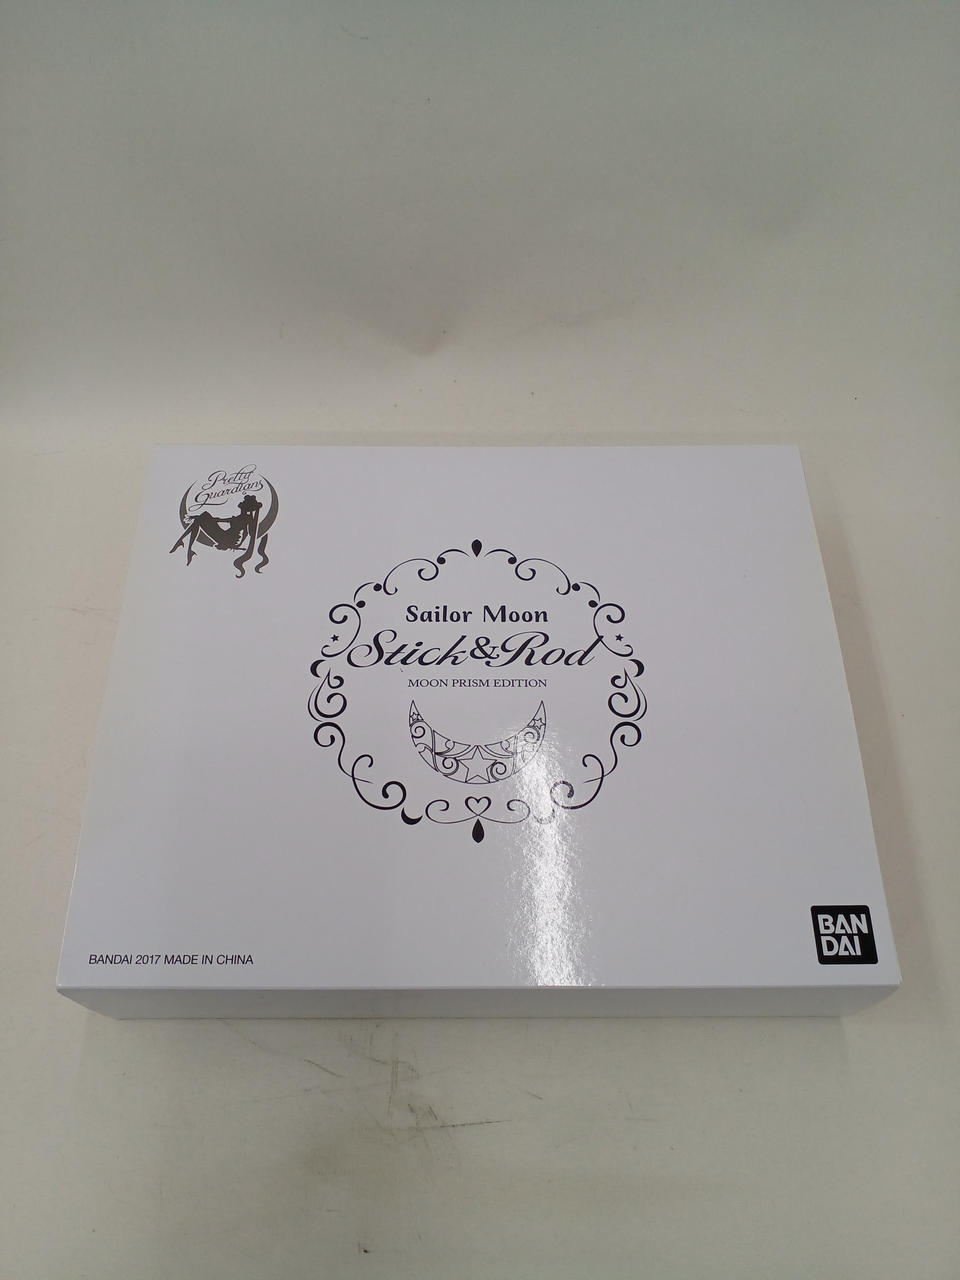 Pretty
Guardians
Sailor Moon
Stick&Rod
MOON PRISM EDITION
BANDAI 2017 MADE IN CHINA
BAN
DAI